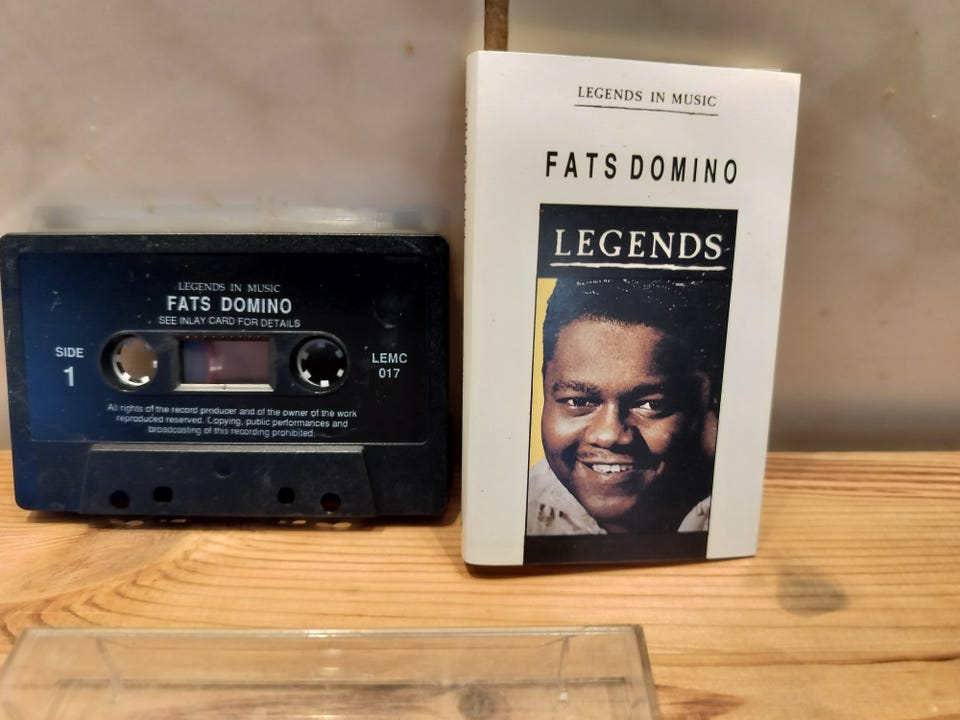 LEGENDS IN MUSIC
FATS DOMINO
SEE INLAY CARD FOR DETAILS
SIDE
1
LEMC
017
All rights of the record producer and of the owner of the work
reproduced reserved. Copying, public performances and
broadcasting of this recording prohibited.
LEGENDS IN MUSIC
FATS DOMINO
LEGENDS